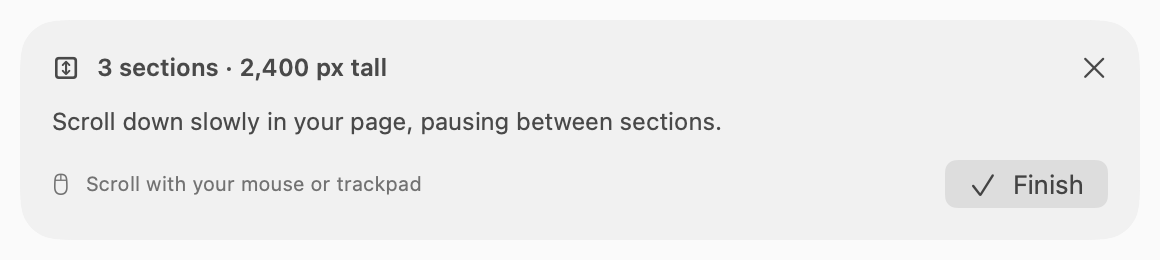 3 sections · 2,400 px tall
Scroll down slowly in your page, pausing between sections.
Scroll with your mouse or trackpad
Finish